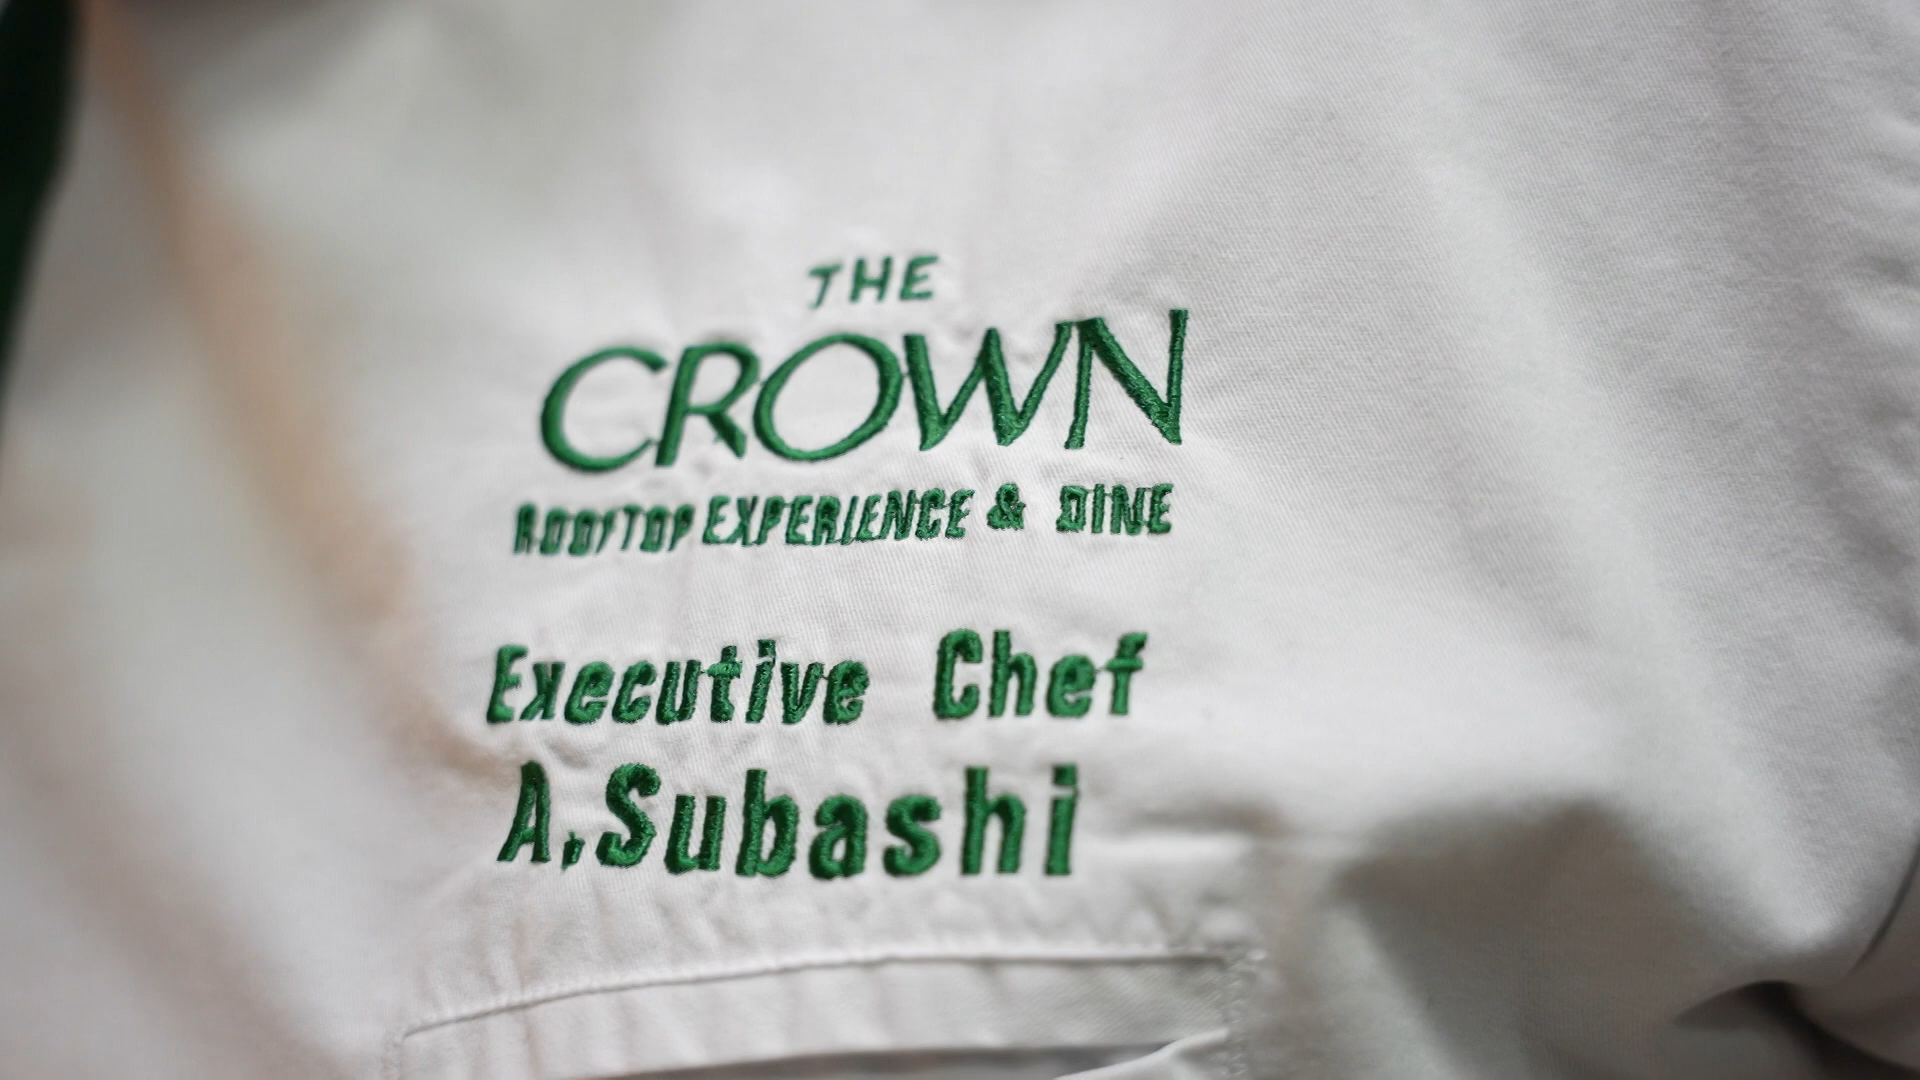 THE
CROWN
ROOFTOP EXPERIENCE & DINE
Executive Chef
A.Subashi